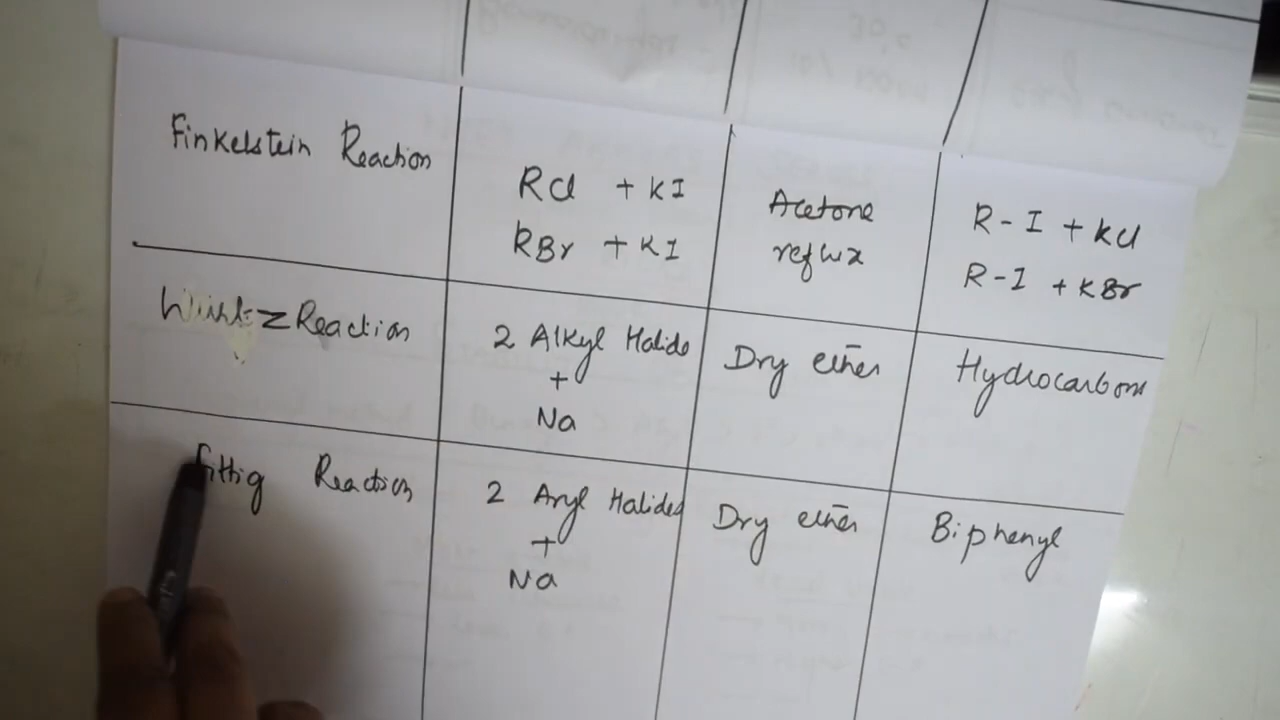 Finkelstein Reaction
RCl + KI
RBr + KI
Acetone
reflux
R-I + KCl
R-I + KBr
Reaction
2 Alkyl Halide
+
Na
Dry ether
Hydrocarbons
Fittig Reaction
2 Aryl Halides
+
Na
Dry ether
Biphenyl